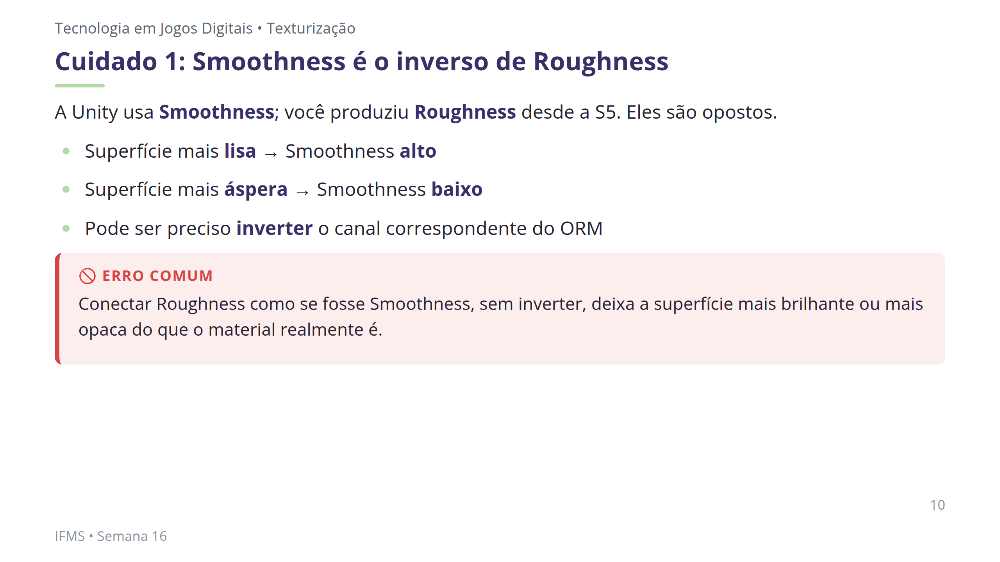 Tecnologia em Jogos Digitais • Texturização
Cuidado 1: Smoothness é o inverso de Roughness
A Unity usa Smoothness; você produziu Roughness desde a S5. Eles são opostos.
• Superfície mais lisa → Smoothness alto
• Superfície mais áspera → Smoothness baixo
• Pode ser preciso inverter o canal correspondente do ORM
🚫 ERRO COMUM
Conectar Roughness como se fosse Smoothness, sem inverter, deixa a superfície mais brilhante ou mais
opaca do que o material realmente é.
10
IFMS • Semana 16